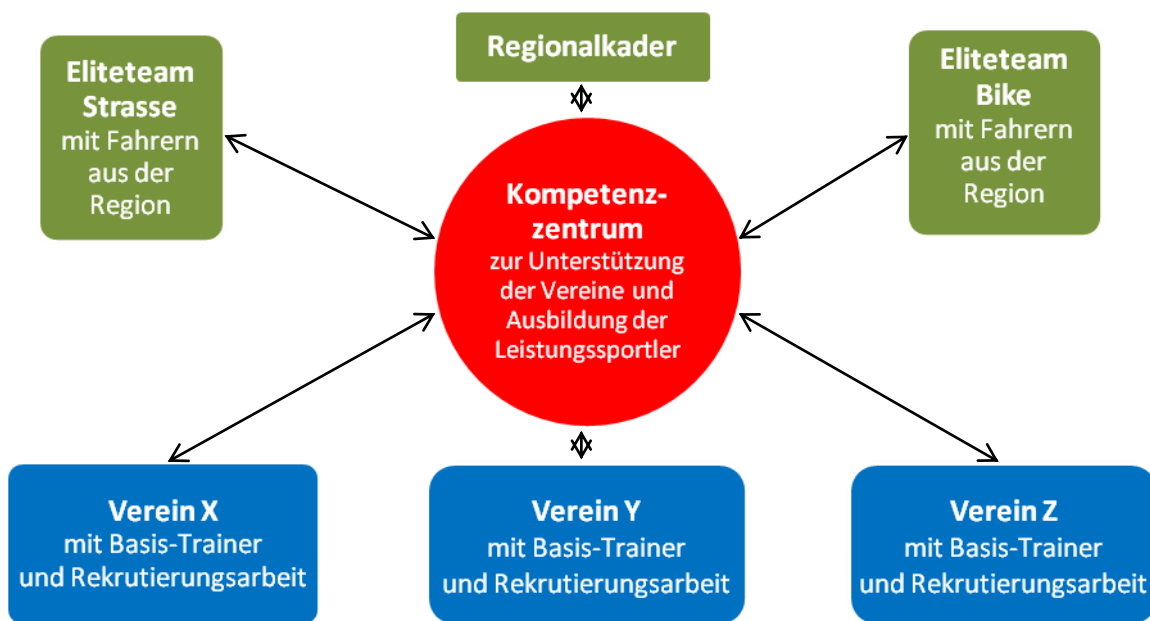 Eliteteam
Strasse
mit Fahrern
aus der
Region
Regionalkader
Eliteteam
Bike
mit Fahrern
aus der
Region
Kompetenz-
zentrum
zur Unterstützung
der Vereine und
Ausbildung der
Leistungssportler
Verein X
mit Basis-Trainer
und Rekrutierungsarbeit
Verein Y
mit Basis-Trainer
und Rekrutierungsarbeit
Verein Z
mit Basis-Trainer
und Rekrutierungsarbeit